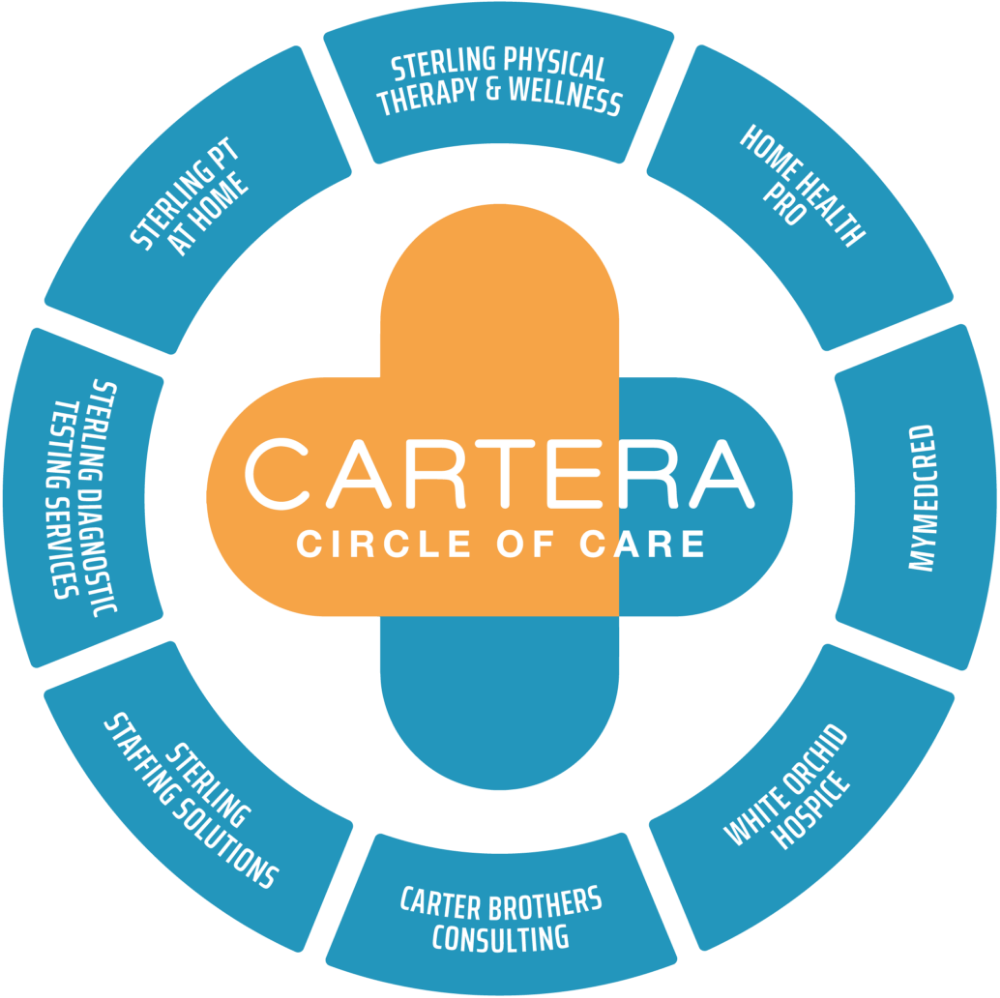 STERLING PHYSICAL
THERAPY & WELLNESS
HOME HEALTH
PRO
MYMEDCRED
WHITE ORCHID
HOSPICE
CARTER BROTHERS
CONSULTING
STERLING
STAFFING SOLUTIONS
STERLING DIAGNOSTIC
TESTING SERVICES
STERLING PT
AT HOME
CARTERA
CIRCLE OF CARE